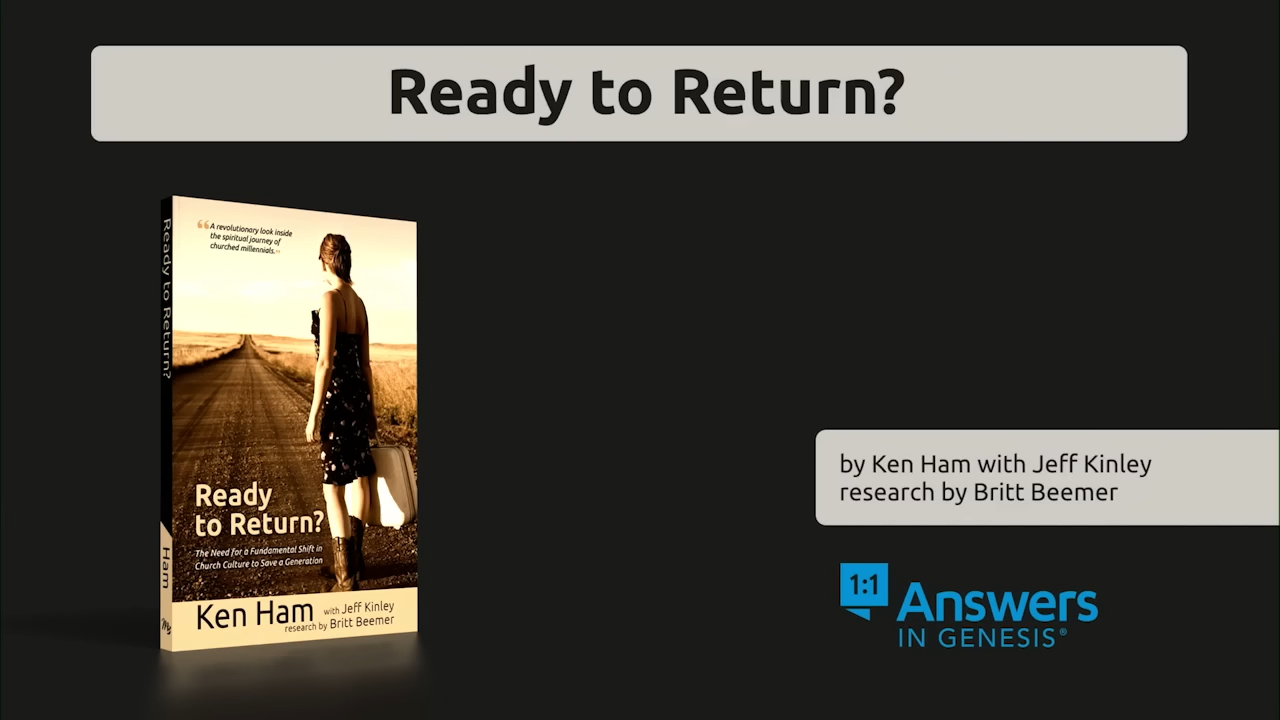 Ready to Return?
Ready to Return?
Ham
“A revolutionary look inside
the spiritual journey of
churched millennials.”
Ready
to Return?
The Need for a Fundamental Shift in
Church Culture to Save a Generation
Ken Ham with Jeff Kinley
research by Britt Beemer
by Ken Ham with Jeff Kinley
research by Britt Beemer
1:1
Answers
IN GENESIS®